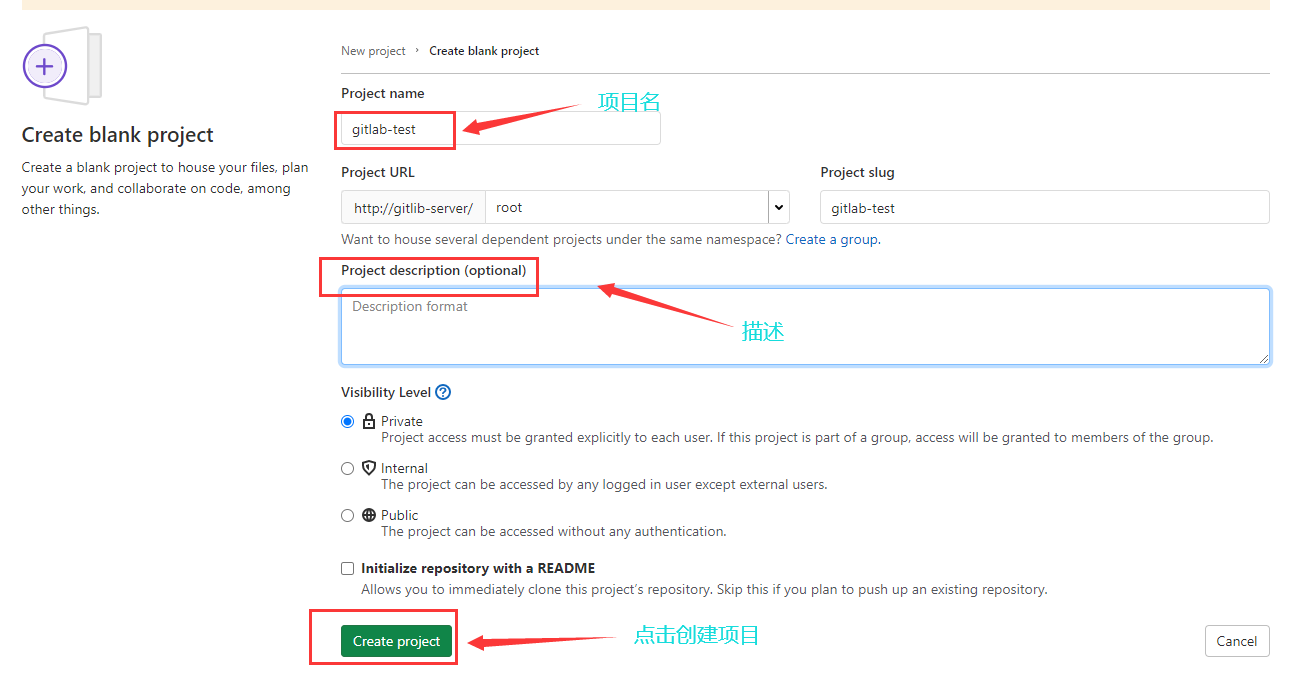 New project › Create blank project
Project name
项目名
gitlab-test
Create blank project
Create a blank project to house your files, plan
your work, and collaborate on code, among
other things.
Project URL
Project slug
http://gitlib-server/
root
gitlab-test
Want to house several dependent projects under the same namespace? Create a group.
Project description (optional)
Description format
描述
Visibility Level
Private
Project access must be granted explicitly to each user. If this project is part of a group, access will be granted to members of the group.
Internal
The project can be accessed by any logged in user except external users.
Public
The project can be accessed without any authentication.
Initialize repository with a README
Allows you to immediately clone this project’s repository. Skip this if you plan to push up an existing repository.
Create project
点击创建项目
Cancel